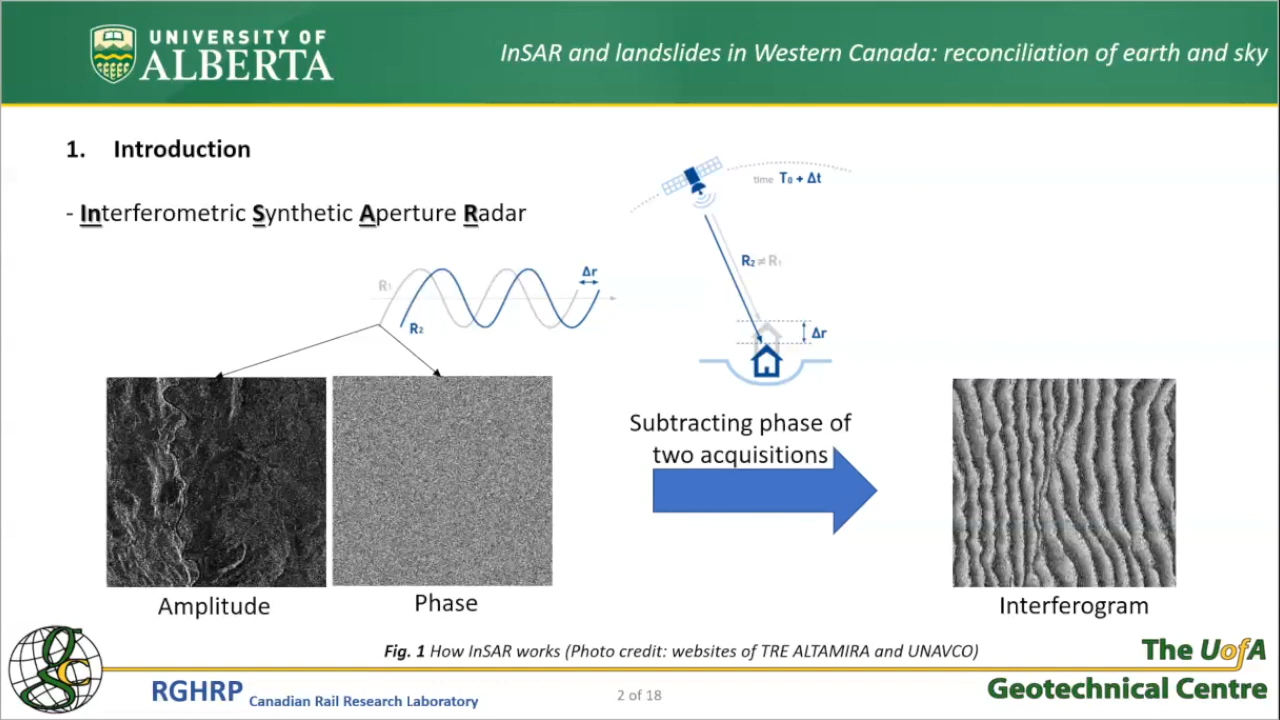 UNIVERSITY OF
ALBERTA
InSAR and landslides in Western Canada: reconciliation of earth and sky
1. Introduction
- Interferometric Synthetic Aperture Radar
time T₀ + Δt
R₂ ≠ R₁
Δr
R₁
R₂
Δr
Subtracting phase of
two acquisitions
Amplitude
Phase
Interferogram
Fig. 1 How InSAR works (Photo credit: websites of TRE ALTAMIRA and UNAVCO)
gc
RGHRP Canadian Rail Research Laboratory
2 of 18
The UofA
Geotechnical Centre